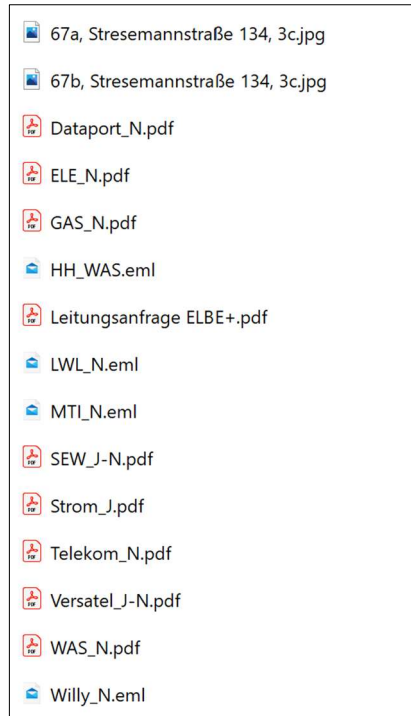 67a, Stresemannstraße 134, 3c.jpg
67b, Stresemannstraße 134, 3c.jpg
Dataport_N.pdf
ELE_N.pdf
GAS_N.pdf
HH_WAS.eml
Leitungsanfrage ELBE+.pdf
LWL_N.eml
MTI_N.eml
SEW_J-N.pdf
Strom_J.pdf
Telekom_N.pdf
Versatel_J-N.pdf
WAS_N.pdf
Willy_N.eml